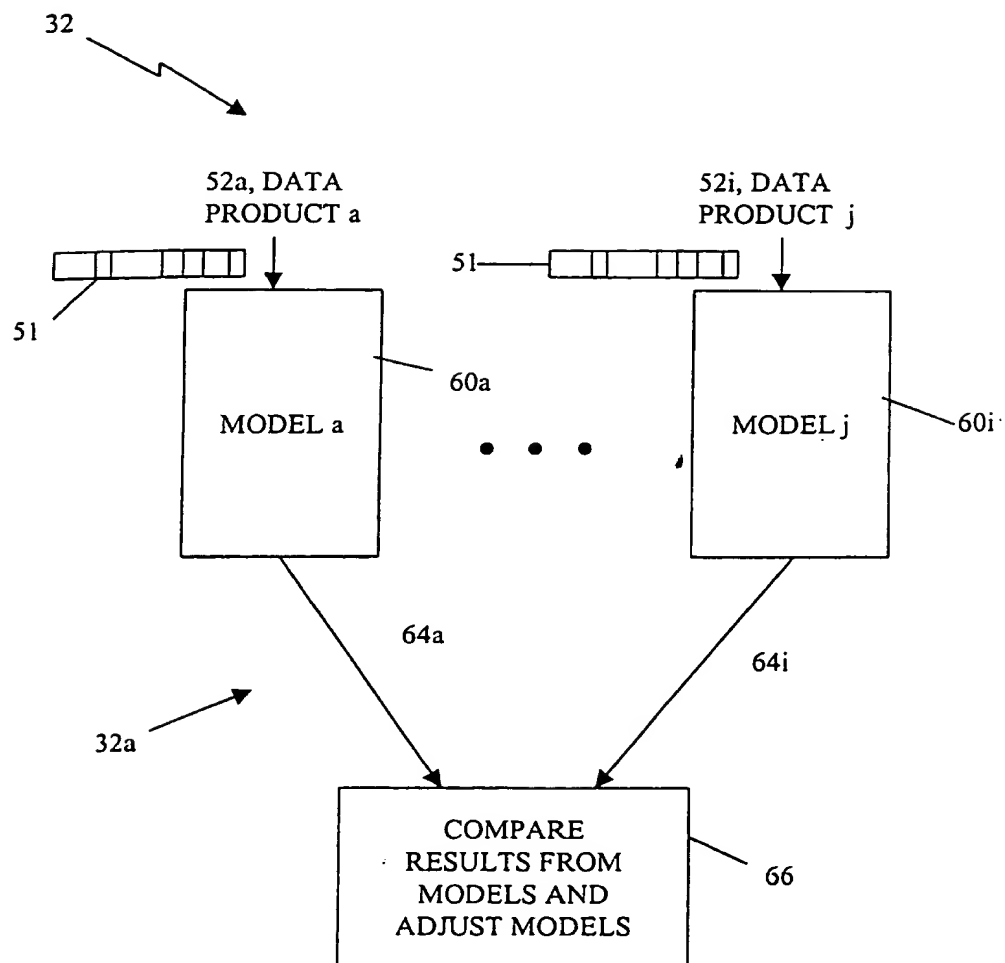 32
52a, DATA
PRODUCT a
52i, DATA
PRODUCT j
51
51
60a
MODEL a
MODEL j
60i
64a
64i
32a
COMPARE
RESULTS FROM
MODELS AND
ADJUST MODELS
66